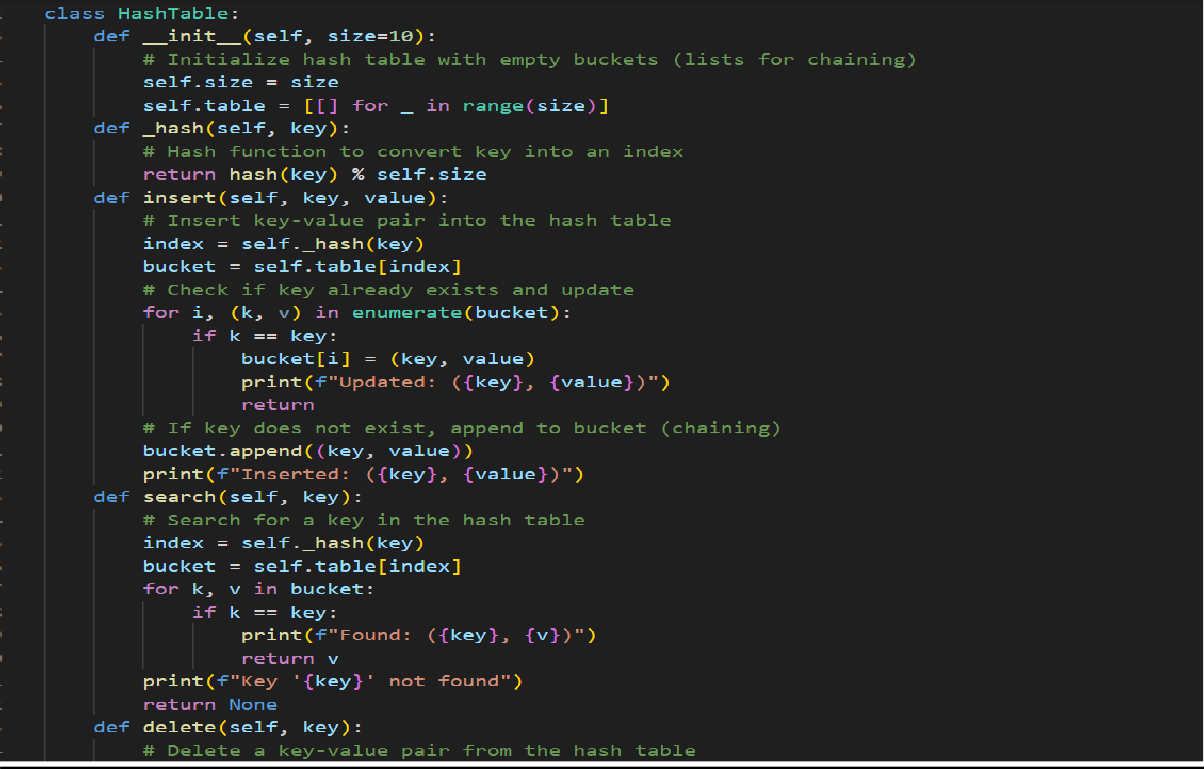 class HashTable:
    def __init__(self, size=10):
        # Initialize hash table with empty buckets (lists for chaining)
        self.size = size
        self.table = [[] for _ in range(size)]
    def _hash(self, key):
        # Hash function to convert key into an index
        return hash(key) % self.size
    def insert(self, key, value):
        # Insert key-value pair into the hash table
        index = self._hash(key)
        bucket = self.table[index]
        # Check if key already exists and update
        for i, (k, v) in enumerate(bucket):
            if k == key:
                bucket[i] = (key, value)
                print(f"Updated: ({key}, {value})")
                return
        # If key does not exist, append to bucket (chaining)
        bucket.append((key, value))
        print(f"Inserted: ({key}, {value})")
    def search(self, key):
        # Search for a key in the hash table
        index = self._hash(key)
        bucket = self.table[index]
        for k, v in bucket:
            if k == key:
                print(f"Found: ({key}, {v})")
                return v
        print(f"Key '{key}' not found")
        return None
    def delete(self, key):
        # Delete a key-value pair from the hash table